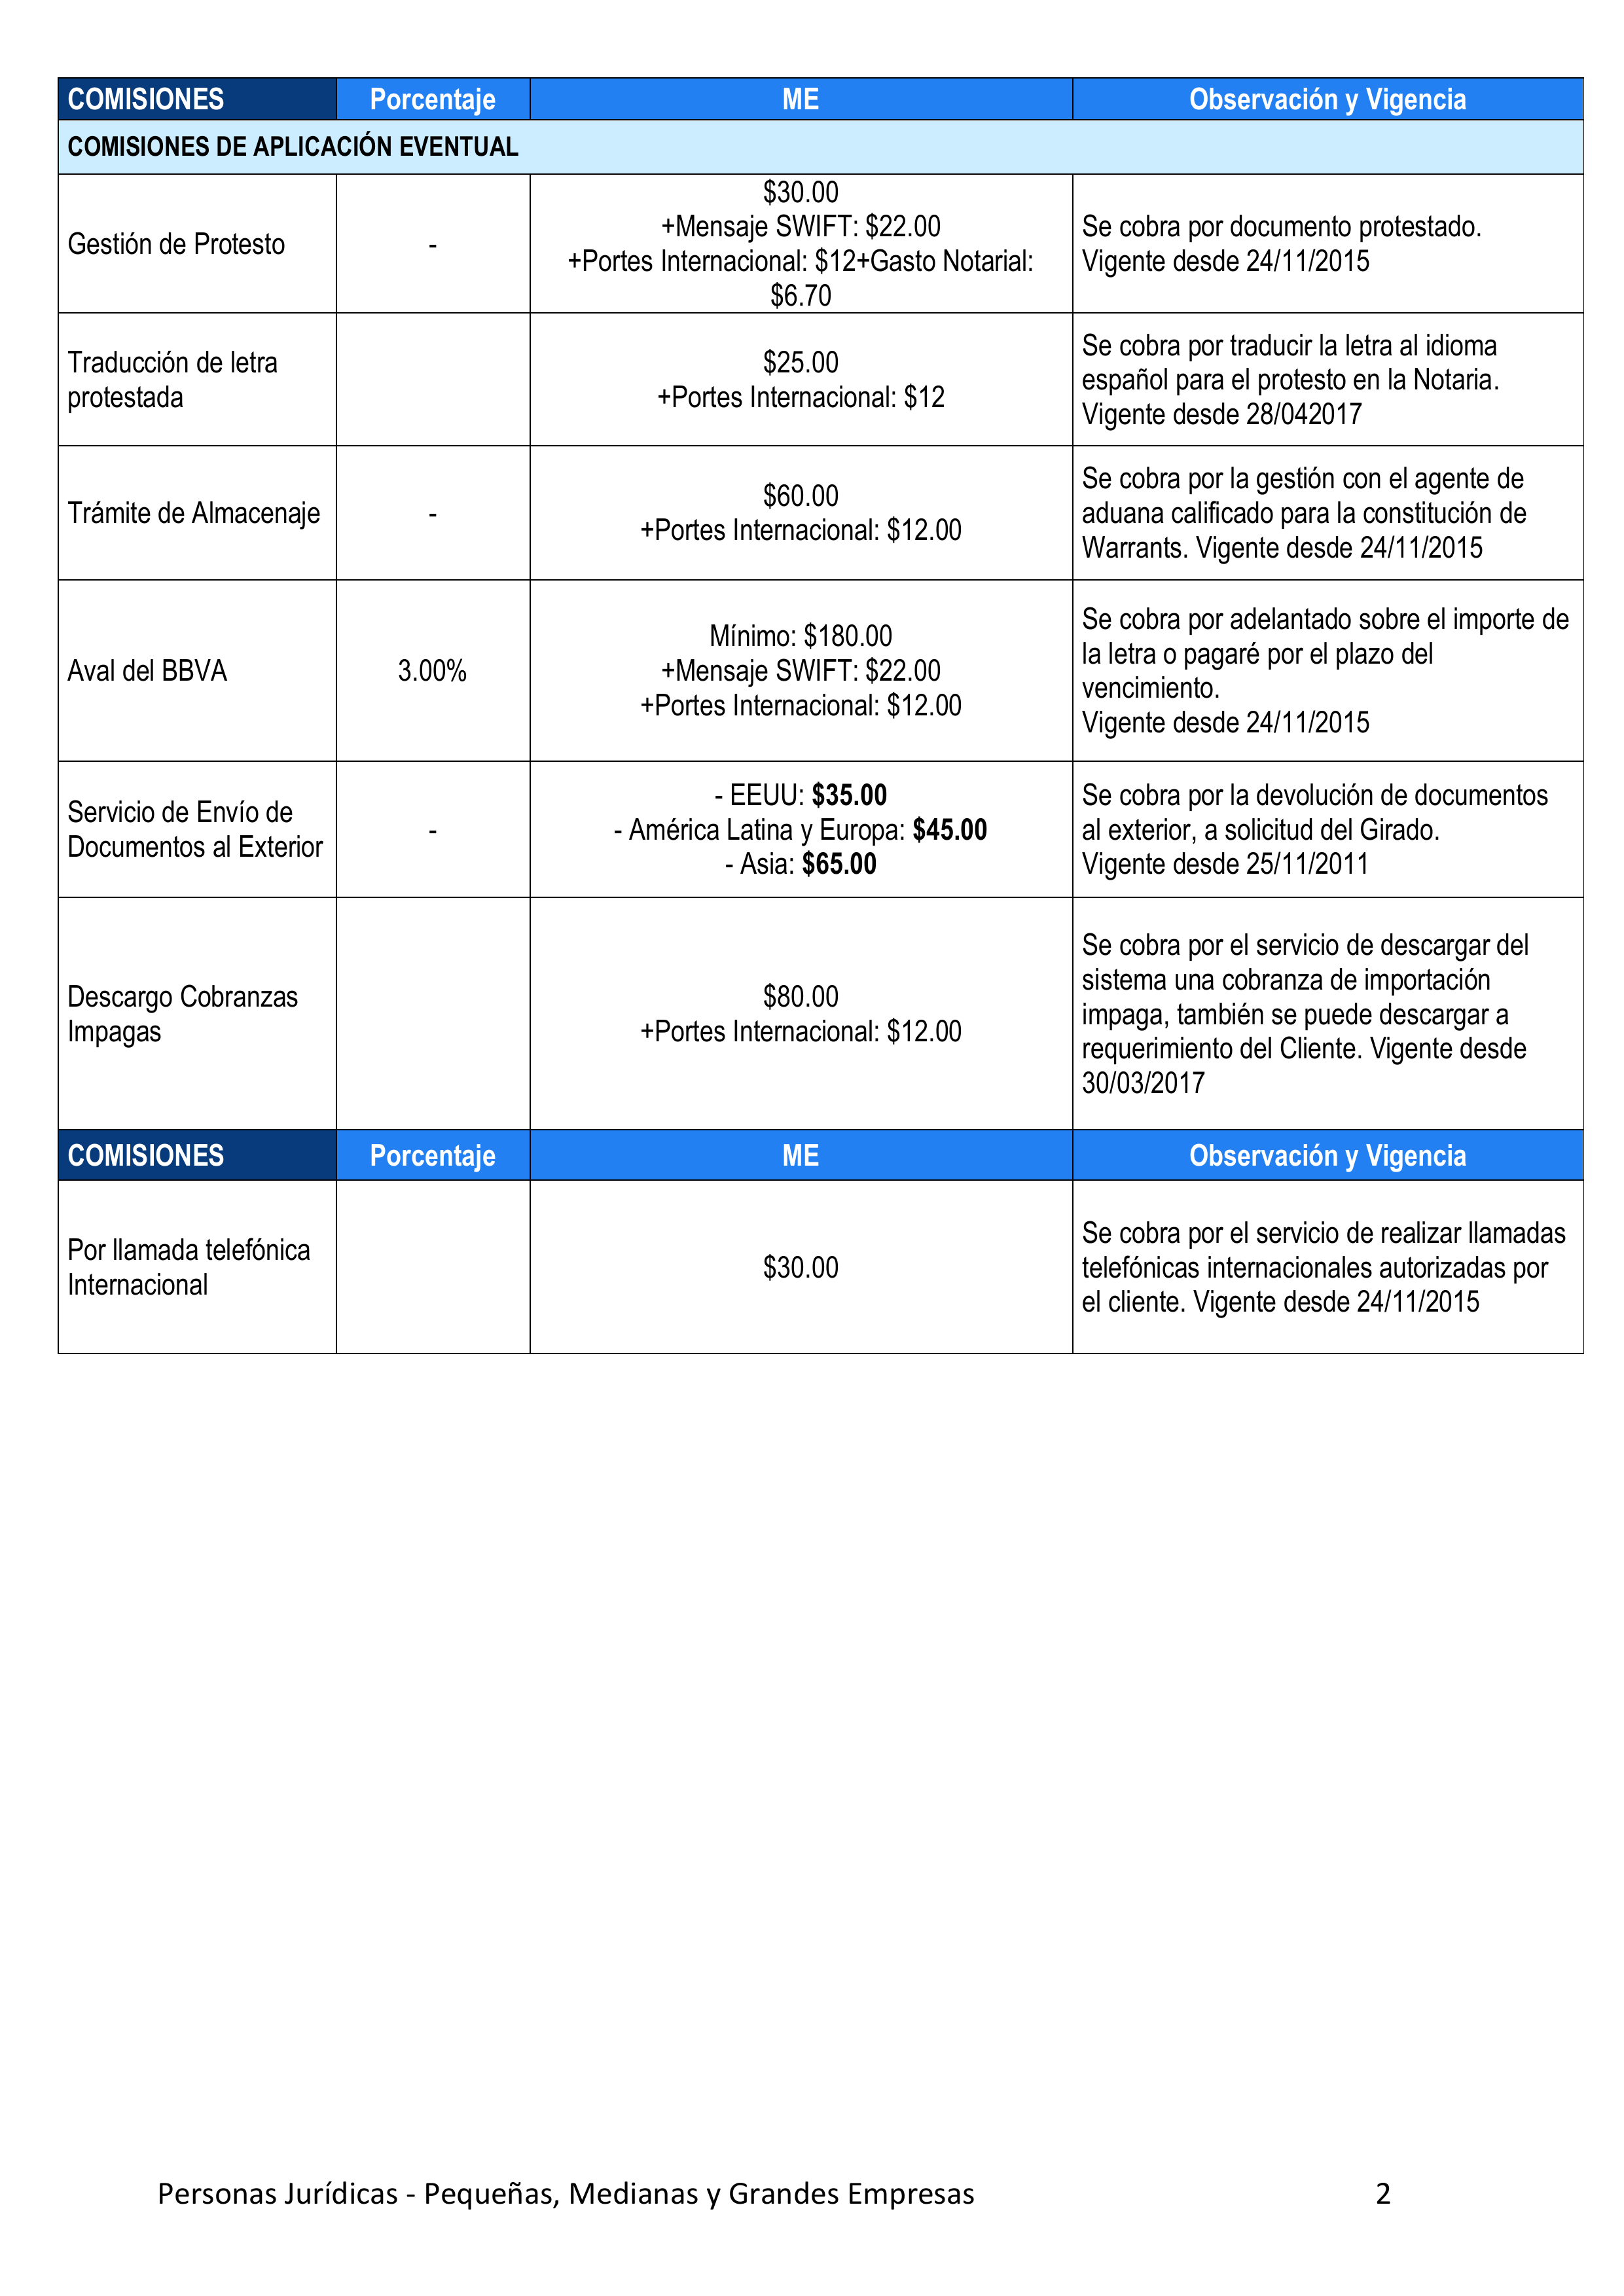 COMISIONES Porcentaje ME Observación y Vigencia
COMISIONES DE APLICACIÓN EVENTUAL
Gestión de Protesto
-
$30.00
+Mensaje SWIFT: $22.00
+Portes Internacional: $12+Gasto Notarial:
$6.70
Se cobra por documento protestado.
Vigente desde 24/11/2015
Traducción de letra
protestada
$25.00
+Portes Internacional: $12
Se cobra por traducir la letra al idioma
español para el protesto en la Notaria.
Vigente desde 28/042017
Trámite de Almacenaje
-
$60.00
+Portes Internacional: $12.00
Se cobra por la gestión con el agente de
aduana calificado para la constitución de
Warrants. Vigente desde 24/11/2015
Aval del BBVA
3.00%
Mínimo: $180.00
+Mensaje SWIFT: $22.00
+Portes Internacional: $12.00
Se cobra por adelantado sobre el importe de
la letra o pagaré por el plazo del
vencimiento.
Vigente desde 24/11/2015
Servicio de Envío de
Documentos al Exterior
-
- EEUU: $35.00
- América Latina y Europa: $45.00
- Asia: $65.00
Se cobra por la devolución de documentos
al exterior, a solicitud del Girado.
Vigente desde 25/11/2011
Descargo Cobranzas
Impagas
$80.00
+Portes Internacional: $12.00
Se cobra por el servicio de descargar del
sistema una cobranza de importación
impaga, también se puede descargar a
requerimiento del Cliente. Vigente desde
30/03/2017
COMISIONES Porcentaje ME Observación y Vigencia
Por llamada telefónica
Internacional
$30.00
Se cobra por el servicio de realizar llamadas
telefónicas internacionales autorizadas por
el cliente. Vigente desde 24/11/2015
Personas Jurídicas - Pequeñas, Medianas y Grandes Empresas 2